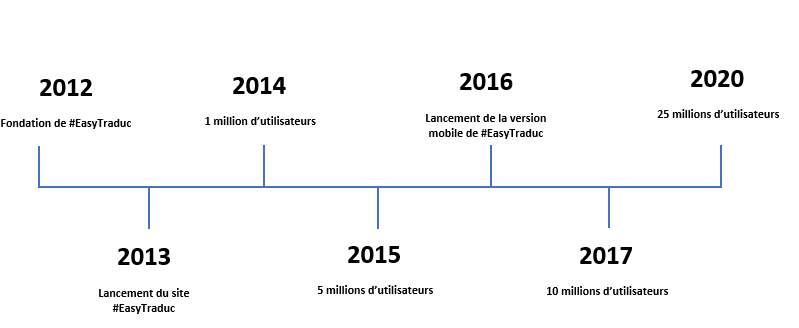 2012
Fondation de #EasyTraduc
2013
Lancement du site
#EasyTraduc
2014
1 million d’utilisateurs
2015
5 millions d’utilisateurs
2016
Lancement de la version
mobile de #EasyTraduc
2017
10 millions d’utilisateurs
2020
25 millions d’utilisateurs